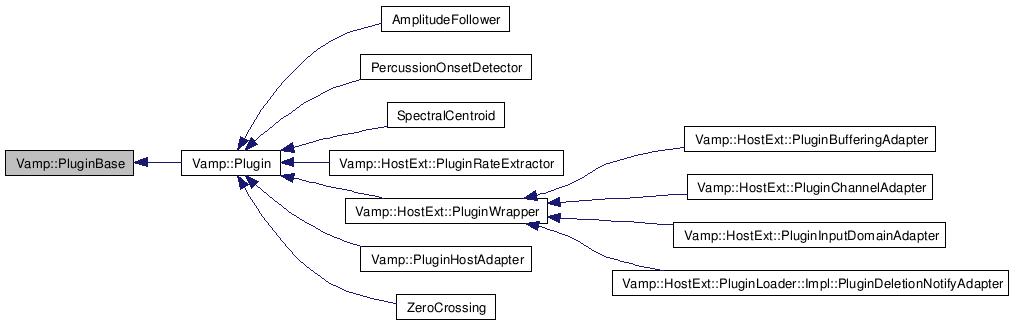 AmplitudeFollower
PercussionOnsetDetector
SpectralCentroid
Vamp::HostExt::PluginBufferingAdapter
Vamp::PluginBase
Vamp::Plugin
Vamp::HostExt::PluginRateExtractor
Vamp::HostExt::PluginChannelAdapter
Vamp::HostExt::PluginWrapper
Vamp::HostExt::PluginInputDomainAdapter
Vamp::PluginHostAdapter
Vamp::HostExt::PluginLoader::Impl::PluginDeletionNotifyAdapter
ZeroCrossing